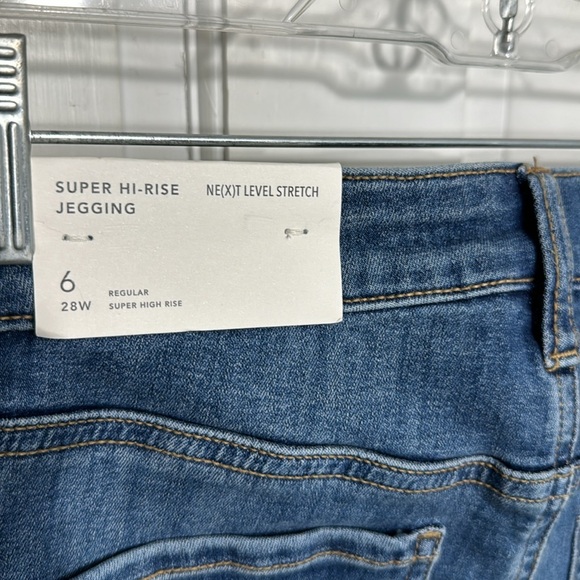 SUPER HI-RISE
JEGGING
NE(X)T LEVEL STRETCH
6
28W
REGULAR
SUPER HIGH RISE